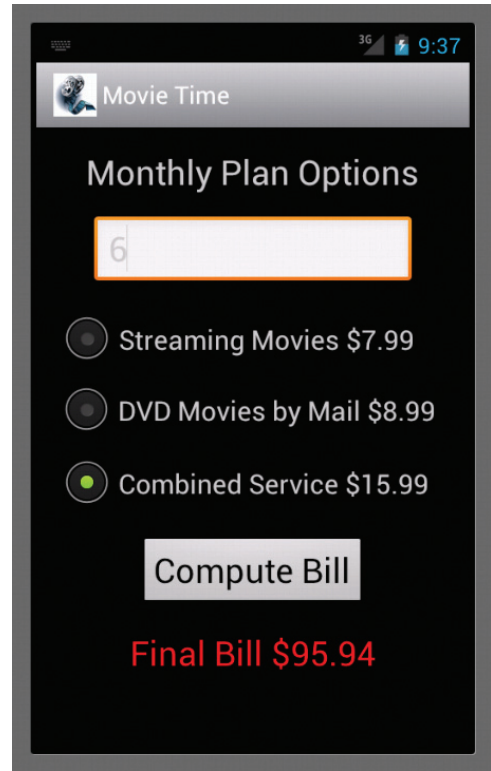 3G 9:37
Movie Time
Monthly Plan Options
6
Streaming Movies $7.99
DVD Movies by Mail $8.99
Combined Service $15.99
Compute Bill
Final Bill $95.94